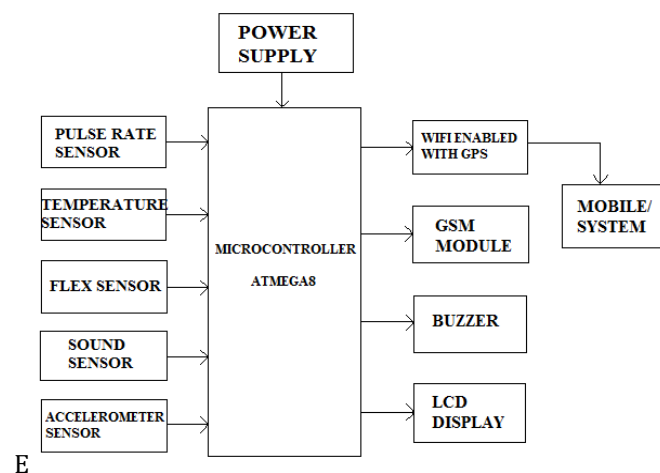 POWER
SUPPLY
PULSE RATE
SENSOR
TEMPERATURE
SENSOR
FLEX SENSOR
SOUND
SENSOR
ACCELEROMETER
SENSOR
MICROCONTROLLER
ATMEGA8
WIFI ENABLED
WITH GPS
MOBILE/
SYSTEM
GSM
MODULE
BUZZER
LCD
DISPLAY
E